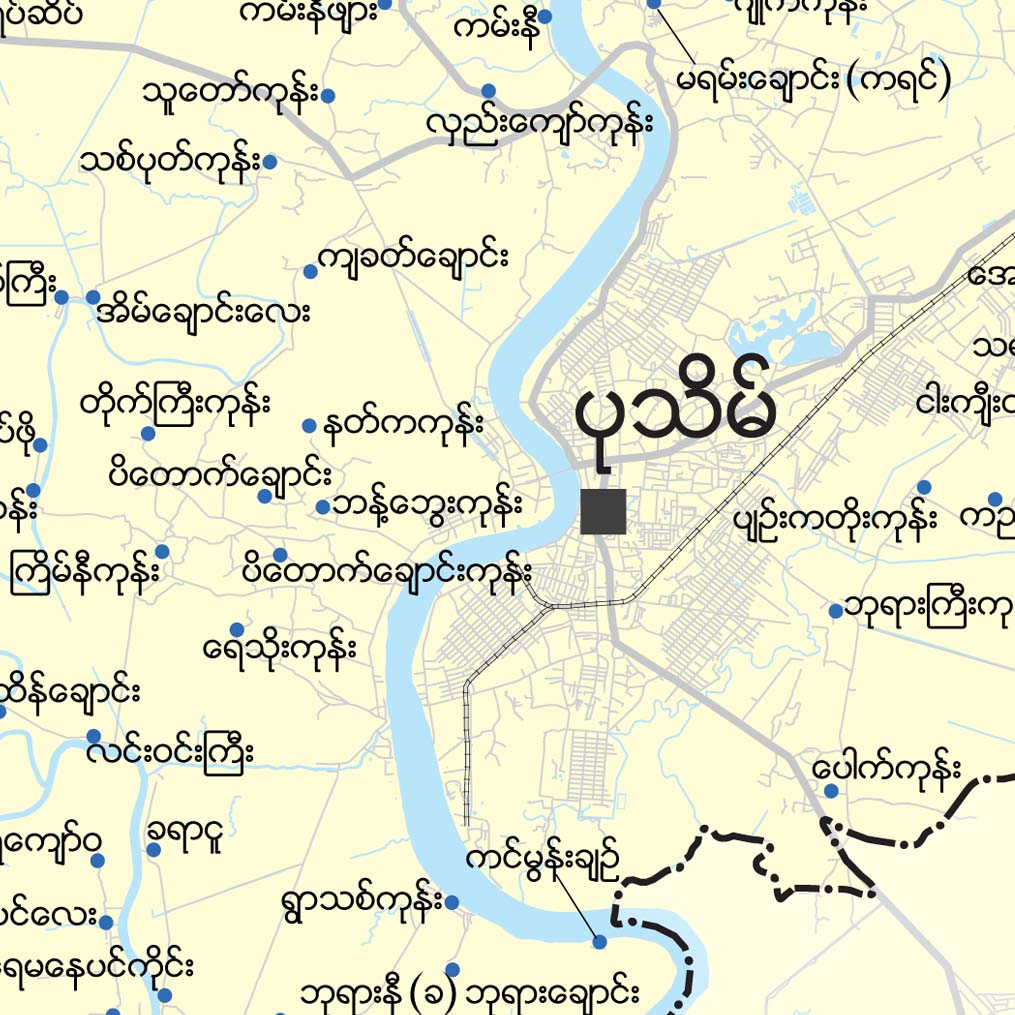 ကမ်းနီဖျား
ကမ်းနီ
မရမ်းချောင်း (ကရင်)
သူတော်ကုန်း
လှည်းကျော်ကုန်း
သစ်ပုတ်ကုန်း
ကျခတ်ချောင်း
အိမ်ချောင်းလေး
ပုသိမ်
တိုက်ကြီးကုန်း
နတ်ကကုန်း
ပိတောက်ချောင်း
ဘန့်ဘွေးကုန်း
ပျဉ်းကတိုးကုန်း
ကြိမ်နီကုန်း
ပိတောက်ချောင်းကုန်း
ရေသိုးကုန်း
လင်းဝင်းကြီး
ပေါက်ကုန်း
ခရာငူ
ကင်မွန်းချဉ်
ရွာသစ်ကုန်း
ဘုရားနီ (ခ) ဘုရားချောင်း